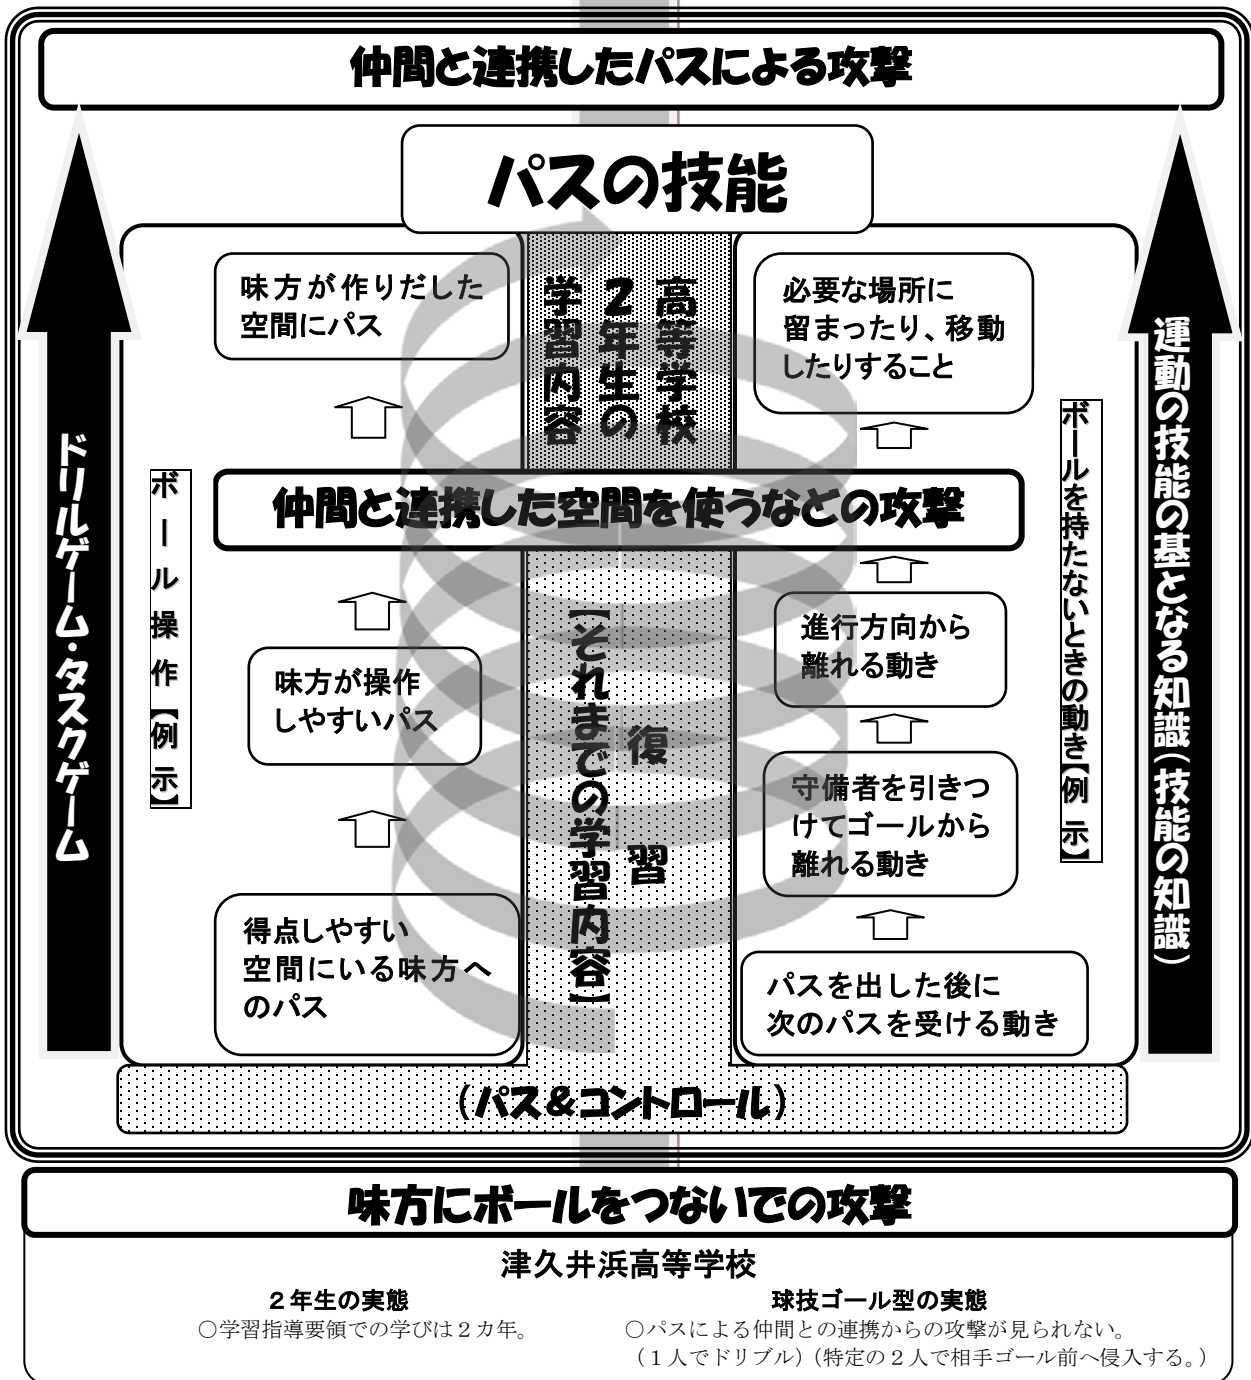 仲間と連携したパスによる攻撃
パスの技能
味方が作りだした
空間にパス
高等学校
２年生の
学習内容
必要な場所に
留まったり、移動
したりすること
仲間と連携した空間を使うなどの攻撃
ドリルゲーム・タスクゲーム
ボール操作【例示】
ボールを持たないときの動き【例示】
運動の技能の基となる知識（技能の知識）
味方が操作
しやすいパス
復習
【それまでの学習内容】
進行方向から
離れる動き
守備者を引きつ
けてゴールから
離れる動き
得点しやすい
空間にいる味方へ
のパス
パスを出した後に
次のパスを受ける動き
（パス＆コントロール）
味方にボールをつないでの攻撃
津久井浜高等学校
２年生の実態
○学習指導要領での学びは２カ年。
球技ゴール型の実態
○パスによる仲間との連携からの攻撃が見られない。
（１人でドリブル）（特定の２人で相手ゴール前へ侵入する。）